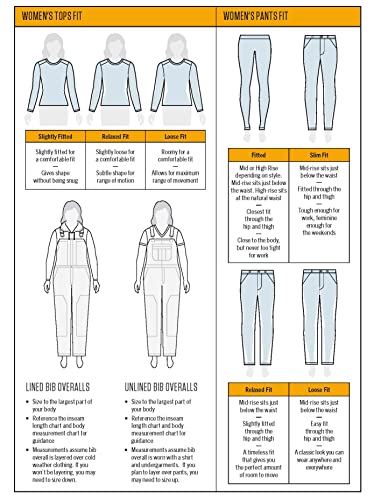 WOMEN'S TOPS FIT
Slightly Fitted
Slightly fitted for
a comfortable fit
—
Gives shape
without being snug
Relaxed Fit
Slightly loose for
a comfortable fit
—
Subtle shape for
range of motion
Loose Fit
Roomy for a
comfortable fit
—
Allows for maximum
range of movement
LINED BIB OVERALLS
• Size to the largest part of
your body
• Reference the inseam
length chart and body
measurement chart for
guidance
• Measurements assume bib
overall is layered over cold
weather clothing. If you
won't be layering, you may
need to size down.
UNLINED BIB OVERALLS
• Size to the largest part of
your body
• Reference the inseam
length chart and body
measurement chart for
guidance
• Measurements assume bib
overall is worn with a
shirt and
undergarments. If you
plan to layer over pants,
you may need to size up.
WOMEN'S PANTS FIT
Fitted
Mid or High Rise
depending on style.
Mid-rise sits just below
the waist. High-rise sits
at the natural waist
—
Closest fit
through the
hip and thigh
—
Close to the body,
but never too tight
for work
Slim Fit
Mid-rise sits just
below the waist
—
Fitted through the
hip and thigh
—
Tough enough for
work, feminine
enough for
the weekends
Relaxed Fit
Mid-rise sits just
below the waist
—
Slightly fitted
through the
hip and thigh
—
A timeless fit
that gives you
the perfect amount
of room to move
Loose Fit
Mid-rise sits just
below the waist
—
Easy fit
through the
hip and thigh
—
A classic look you can
wear anywhere and
everywhere